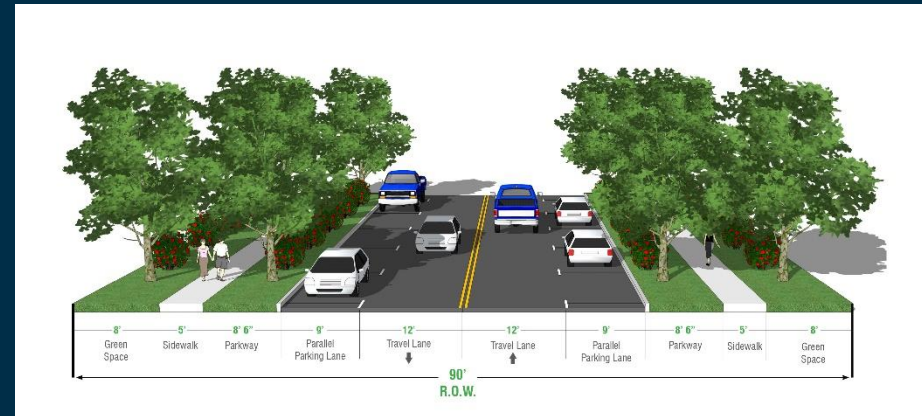 8' 5' 8' 6" 9' 12' 12' 9' 8' 6" 5' 8'
Green Space Sidewalk Parkway Parallel Parking Lane Travel Lane Travel Lane Parallel Parking Lane Parkway Sidewalk Green Space
90'
R.O.W.